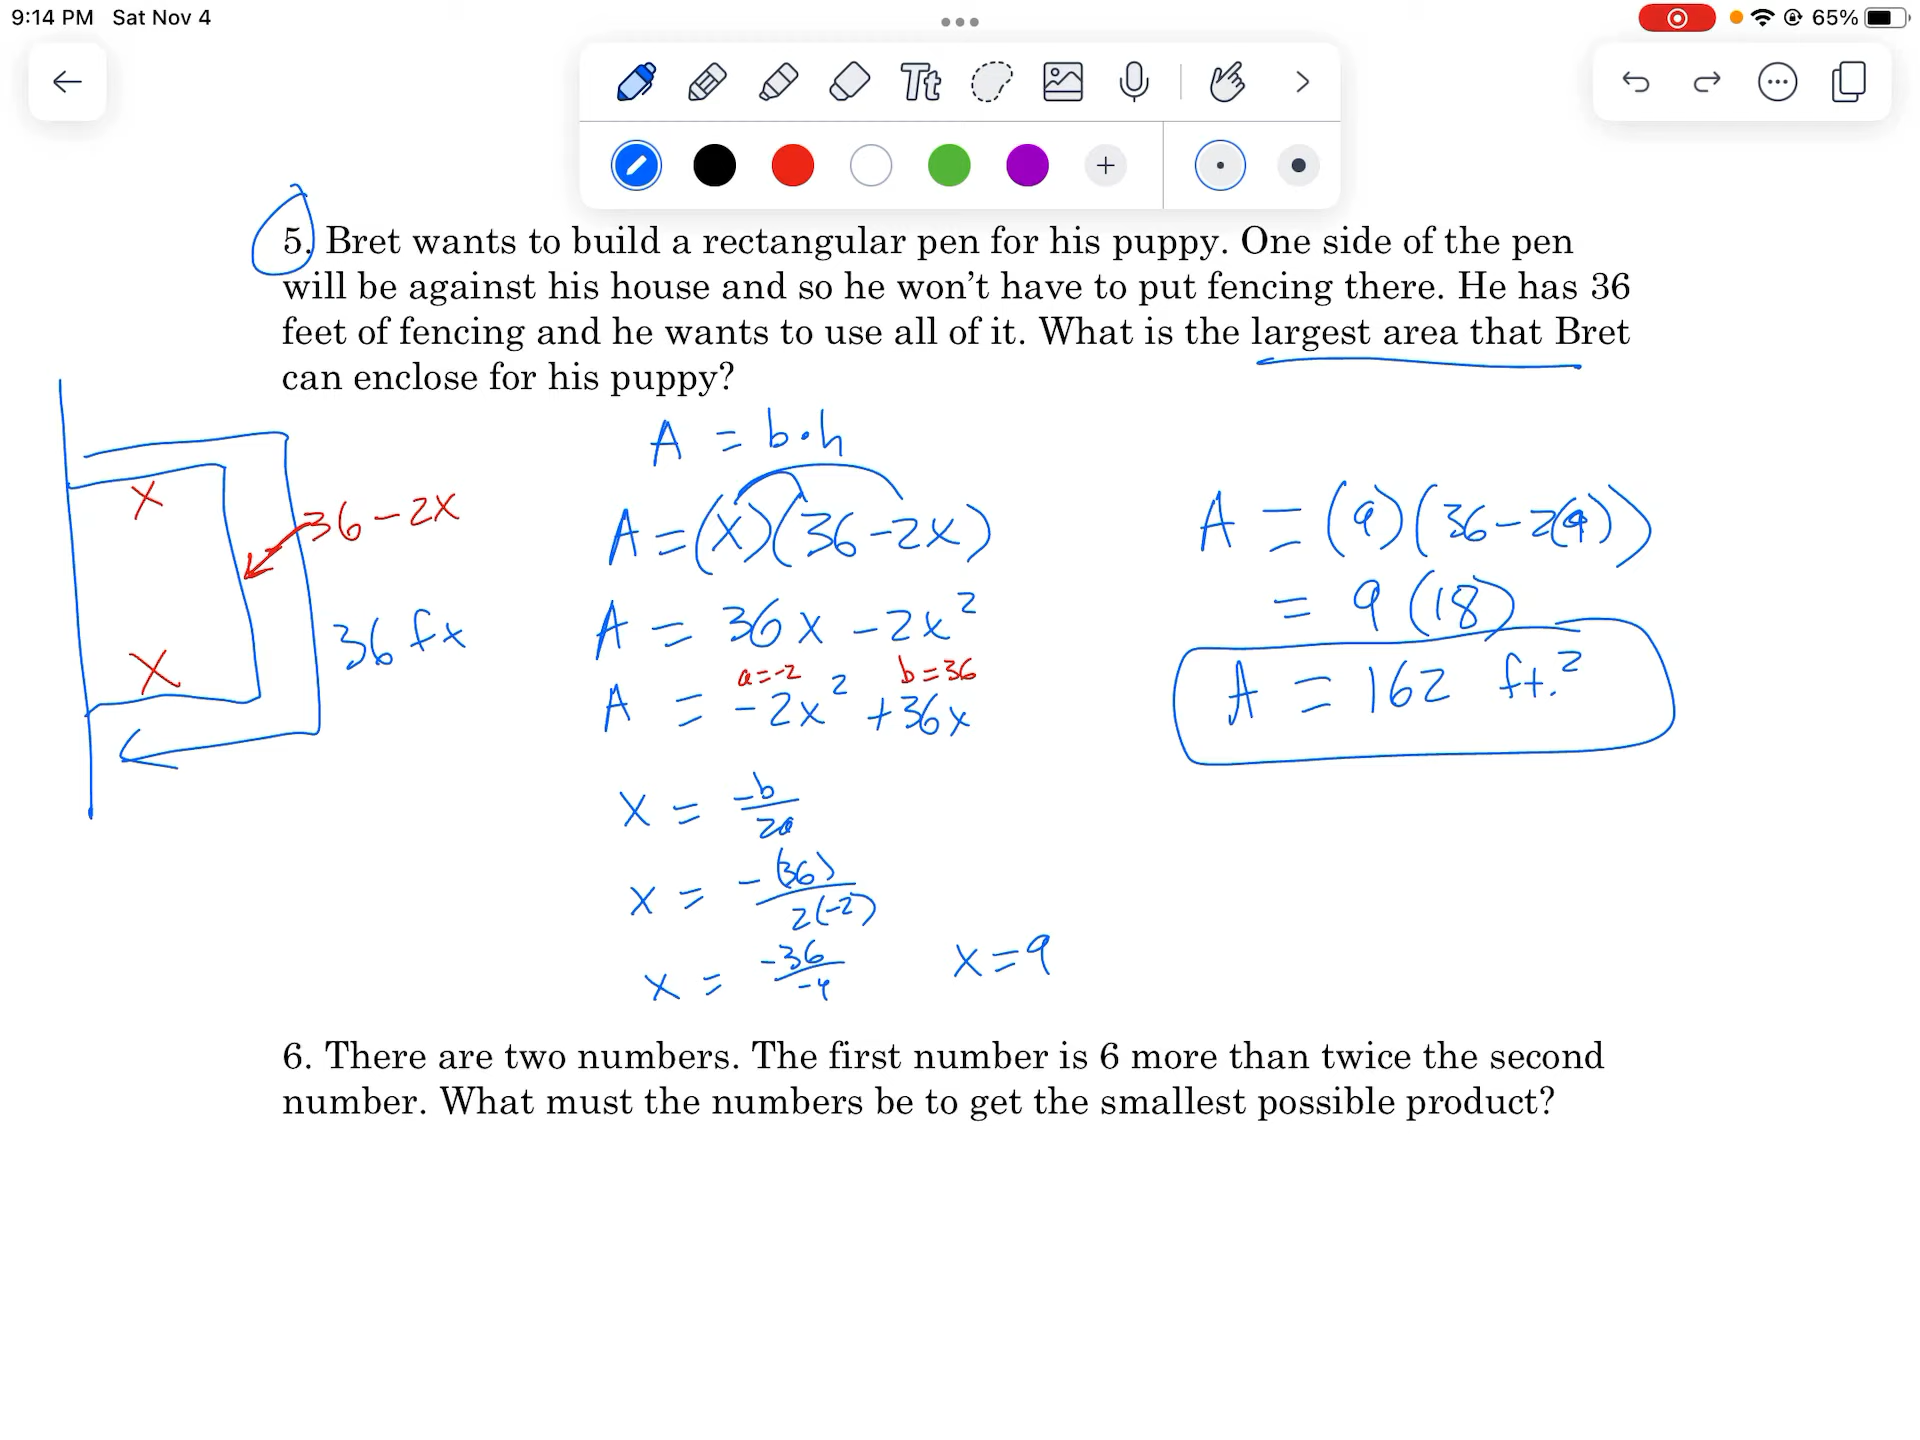 9:14 PM Sat Nov 4
65%
Tt
5. Bret wants to build a rectangular pen for his puppy. One side of the pen
will be against his house and so he won't have to put fencing there. He has 36
feet of fencing and he wants to use all of it. What is the largest area that Bret
can enclose for his puppy?
x
36-2x
36 fx
x
A = b·h
A = (x)(36-2x)
A = 36x - 2x²
a=-2 b=36
A = -2x² + 36x
x = -b/2a
x = -(36)/2(-2)
x = -36/-4
x=9
A = (9)(36-2(9))
= 9(18)
A = 162 ft.²
6. There are two numbers. The first number is 6 more than twice the second
number. What must the numbers be to get the smallest possible product?